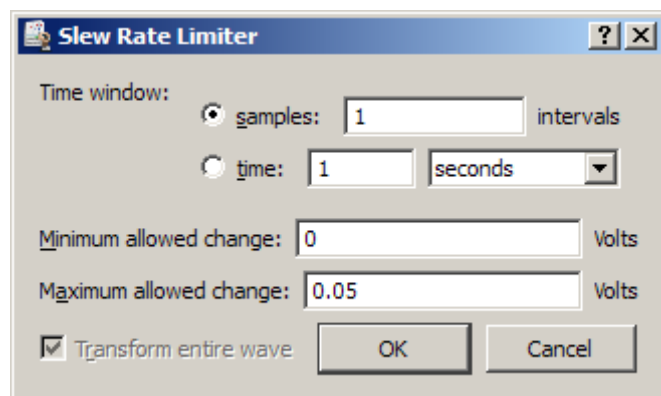 Slew Rate Limiter
Time window:
samples: 1 intervals
time: 1 seconds
Minimum allowed change: 0 Volts
Maximum allowed change: 0.05 Volts
Transform entire wave OK Cancel